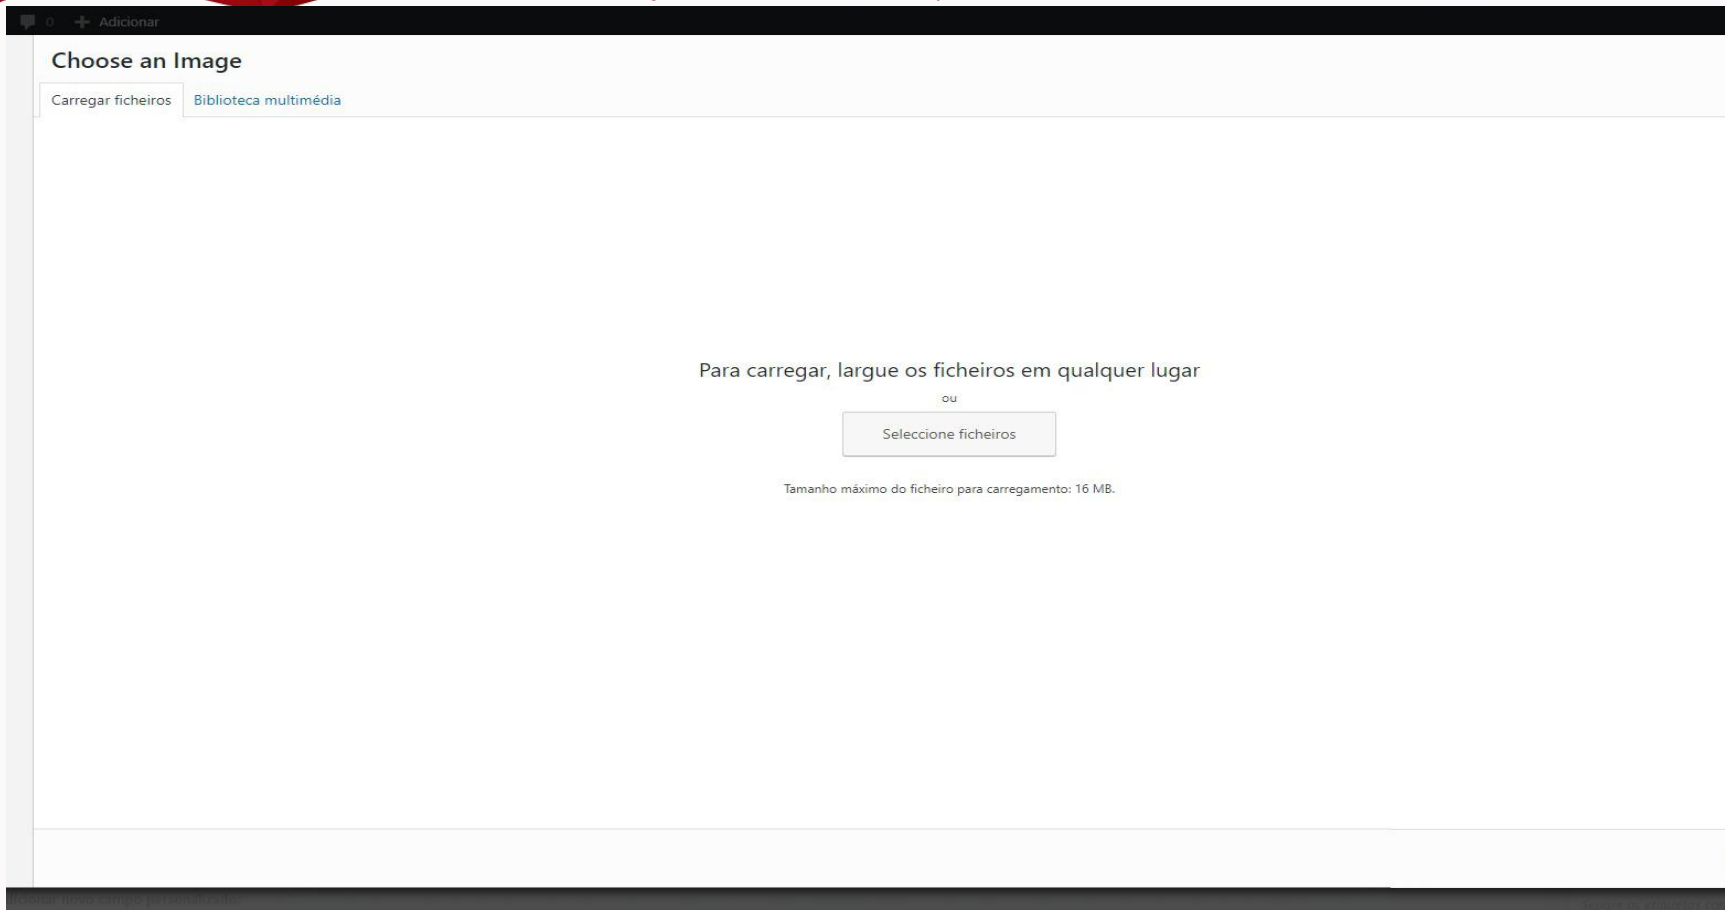 0 Adicionar
Choose an Image
Carregar ficheiros Biblioteca multimédia
Para carregar, largue os ficheiros em qualquer lugar
ou
Seleccione ficheiros
Tamanho máximo do ficheiro para carregamento: 16 MB.